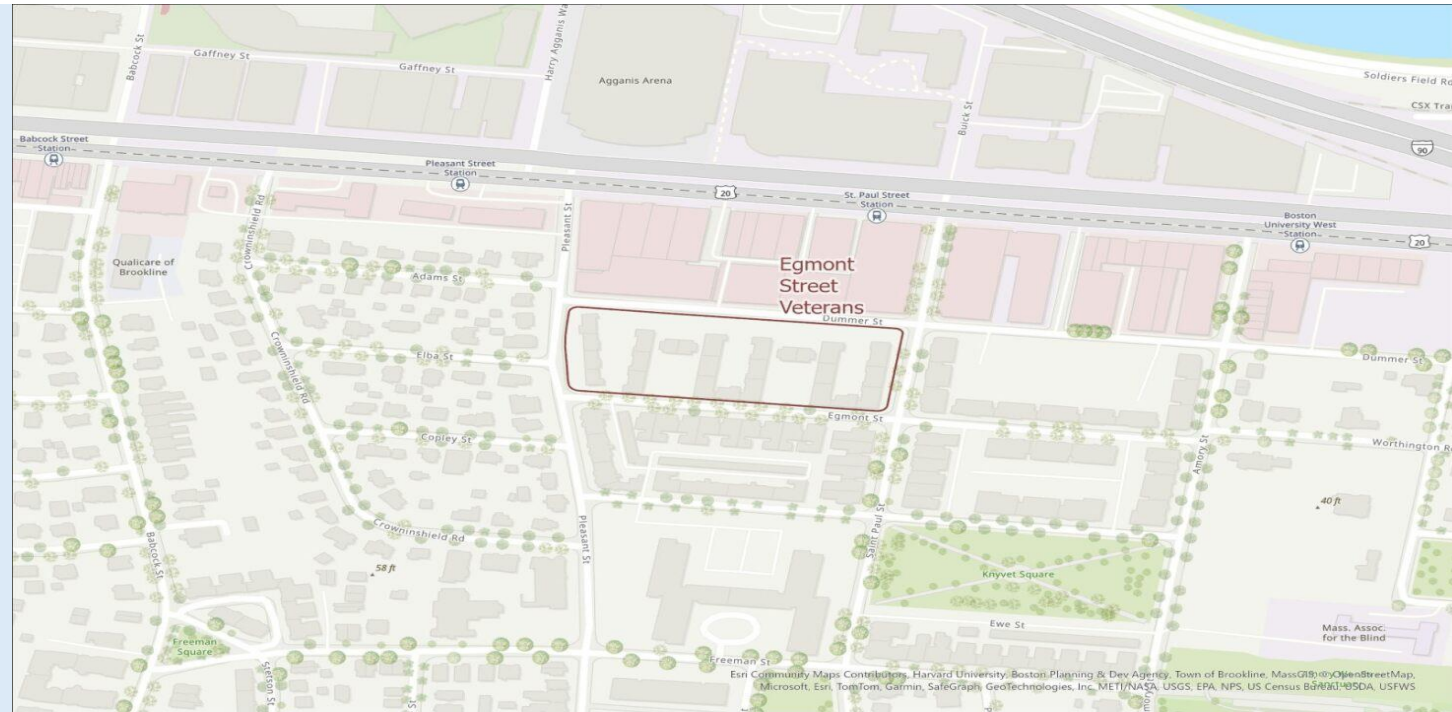 Babcock St
Gaffney St
Gaffney St
Harry Agganis Wa
Agganis Arena
Buick St
Soldiers Field Rd
CSX Tra
90
Babcock Street
Station
Pleasant Street
Station
20
St. Paul Street
Station
Boston
University West
Station
20
Crowninshield Rd
Pleasant St
Qualicare of
Brookline
Adams St
Egmont
Street
Veterans
Dummer St
Dummer St
Elba St
Crowninshield Rd
Egmont St
Copley St
Worthington R
Amory St
40 ft
Crowninshield Rd
Pleasant St
Saint Paul St
Babcock St
58 ft
Knyvet Square
Ewe St
Mass. Assoc.
for the Blind
Freeman
Square
Stetson St
Freeman St
Esri Community Maps Contributors, Harvard University, Boston Planning & Dev Agency, Town of Brookline, MassGIS, © OpenStreetMap,
Microsoft, Esri, TomTom, Garmin, SafeGraph, GeoTechnologies, Inc, METI/NASA, USGS, EPA, NPS, US Census Bureau, USDA, USFWS
mory St